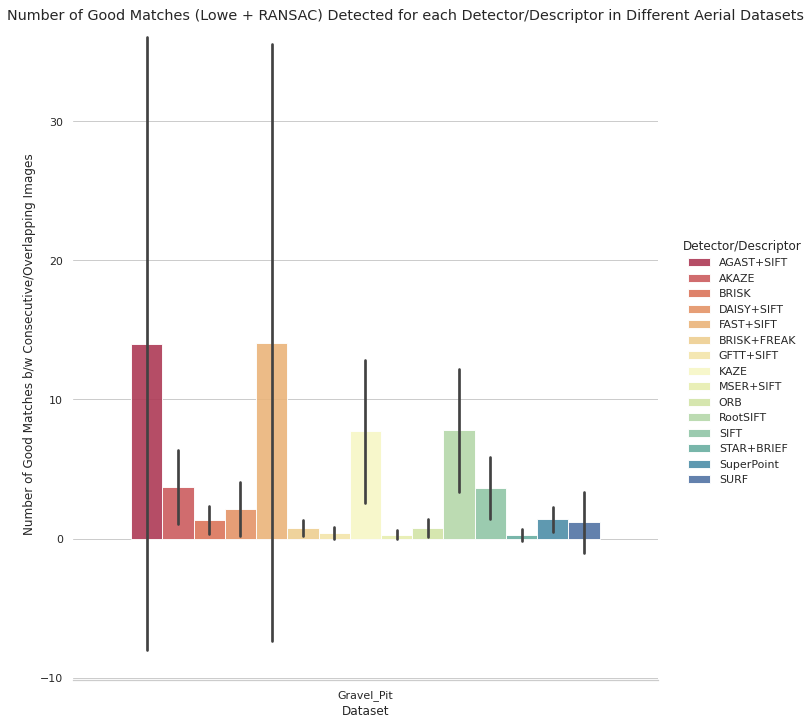 Number of Good Matches (Lowe + RANSAC) Detected for each Detector/Descriptor in Different Aerial Datasets
Number of Good Matches b/w Consecutive/Overlapping Images
30
20
10
0
−10
Gravel_Pit
Dataset
Detector/Descriptor
AGAST+SIFT
AKAZE
BRISK
DAISY+SIFT
FAST+SIFT
BRISK+FREAK
GFTT+SIFT
KAZE
MSER+SIFT
ORB
RootSIFT
SIFT
STAR+BRIEF
SuperPoint
SURF